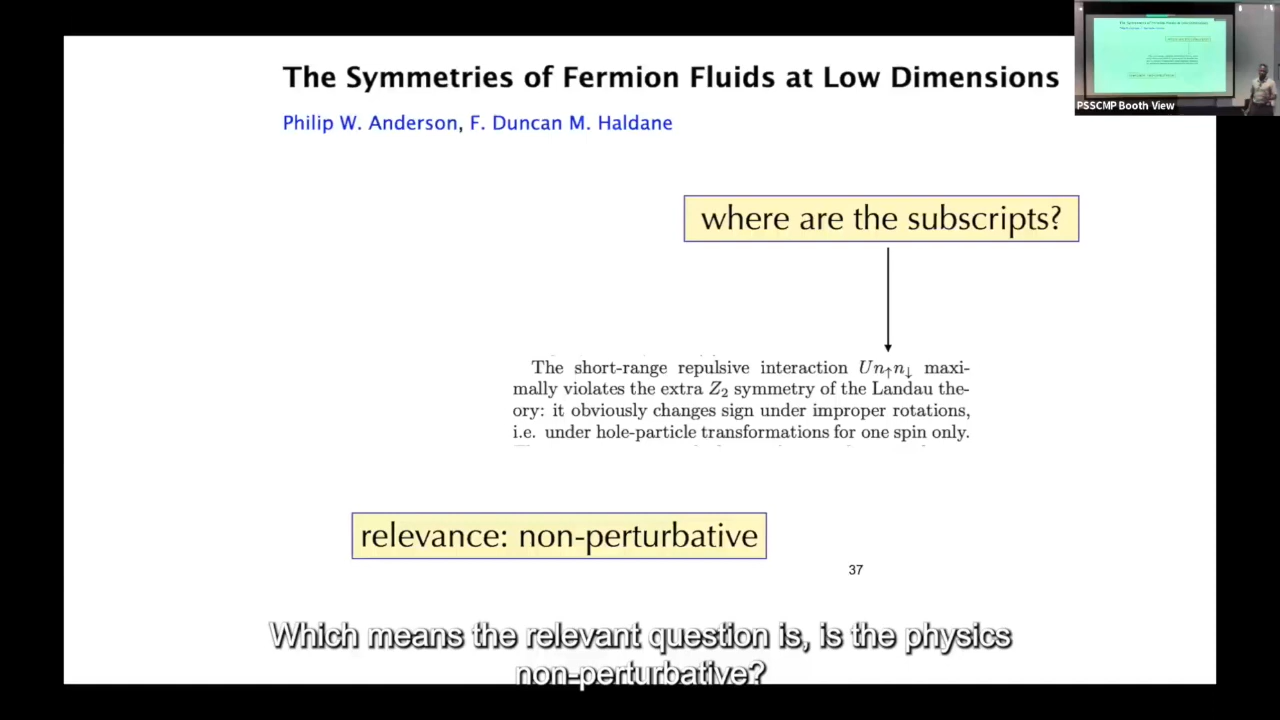 The Symmetries of Fermion Fluids at Low Dimensions
Philip W. Anderson, F. Duncan M. Haldane
PSSCMP Booth View
where are the subscripts?
The short-range repulsive interaction Un↑n↓ maxi-
mally violates the extra Z₂ symmetry of the Landau the-
ory: it obviously changes sign under improper rotations,
i.e. under hole-particle transformations for one spin only.
relevance: non-perturbative
37
Which means the relevant question is, is the physics
non-perturbative?